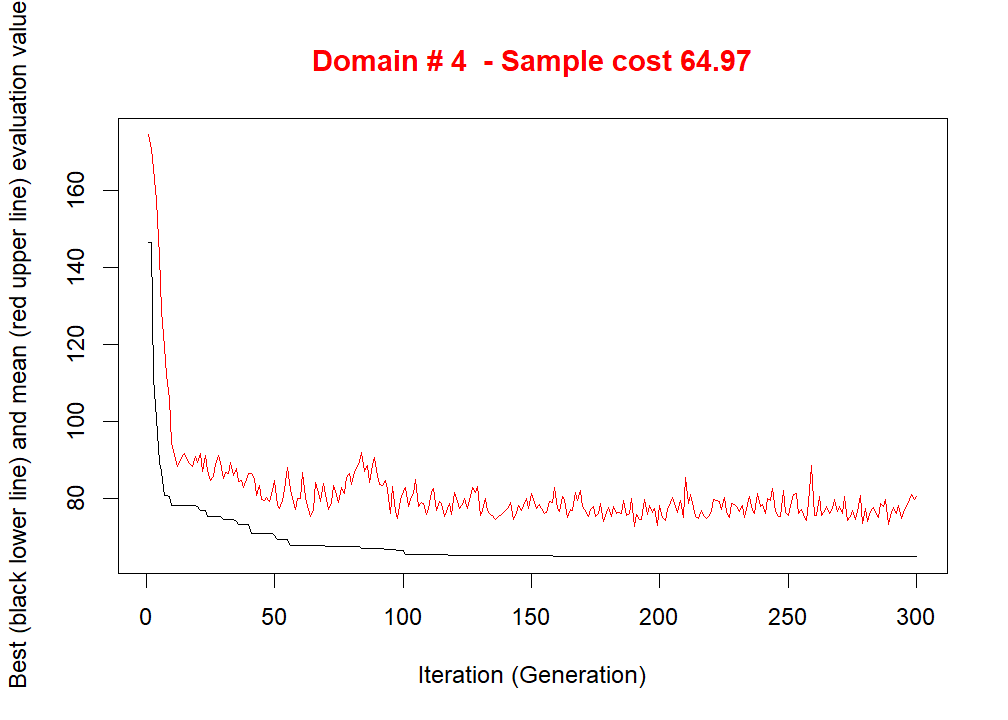 Domain # 4  - Sample cost 64.97
Best (black lower line) and mean (red upper line) evaluation value
160
140
120
100
80
0 50 100 150 200 250 300
Iteration (Generation)